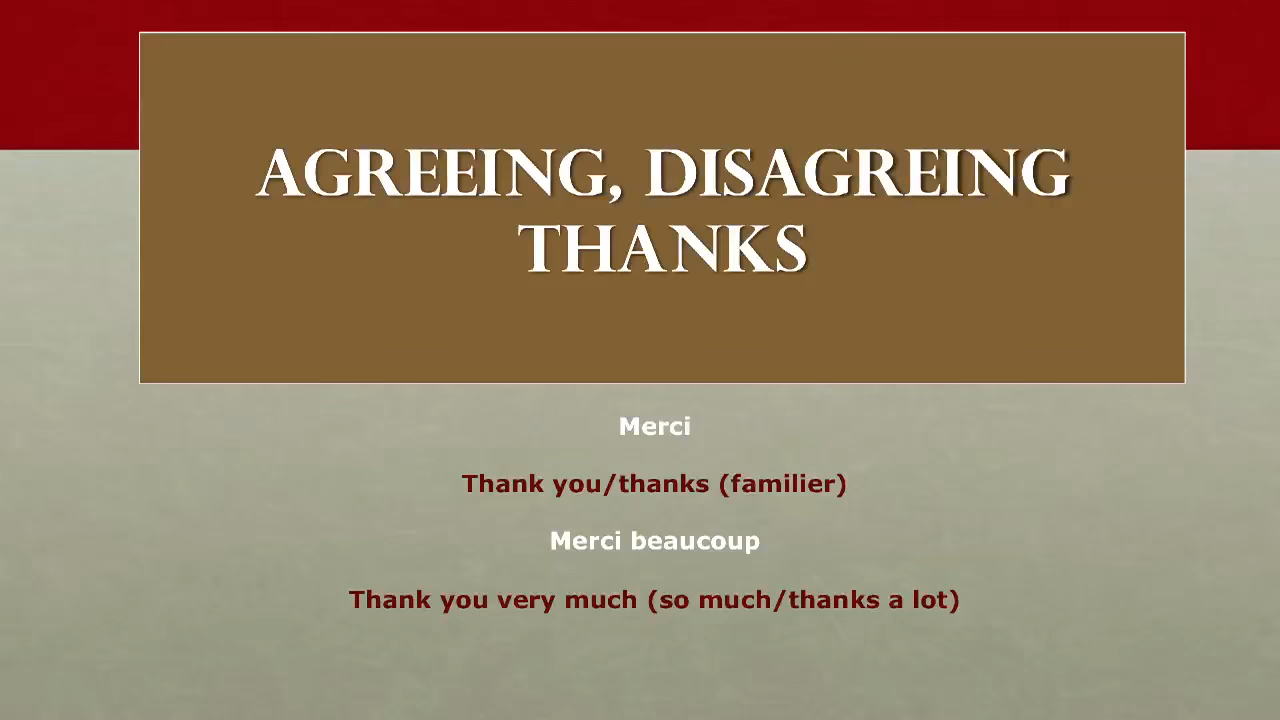 AGREEING, DISAGREING
THANKS
Merci
Thank you/thanks (familier)
Merci beaucoup
Thank you very much (so much/thanks a lot)